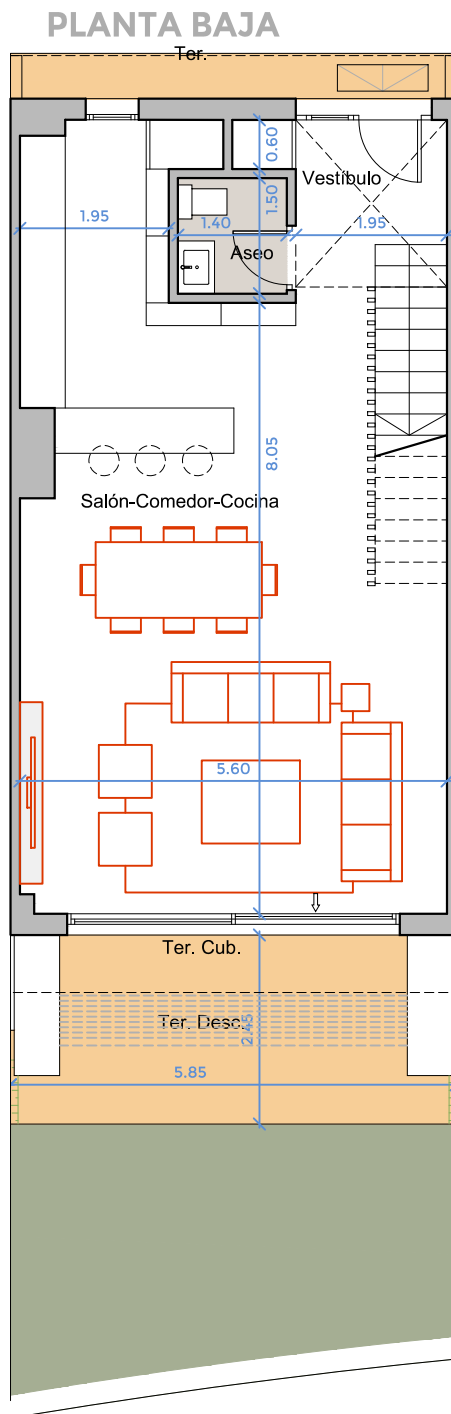 PLANTA BAJA
Ter.
0.60
Vestíbulo
1.50
1.95
1.40
1.95
Aseo
8.05
Salón-Comedor-Cocina
5.60
Ter. Cub.
Ter. Desc.
2.45
5.85